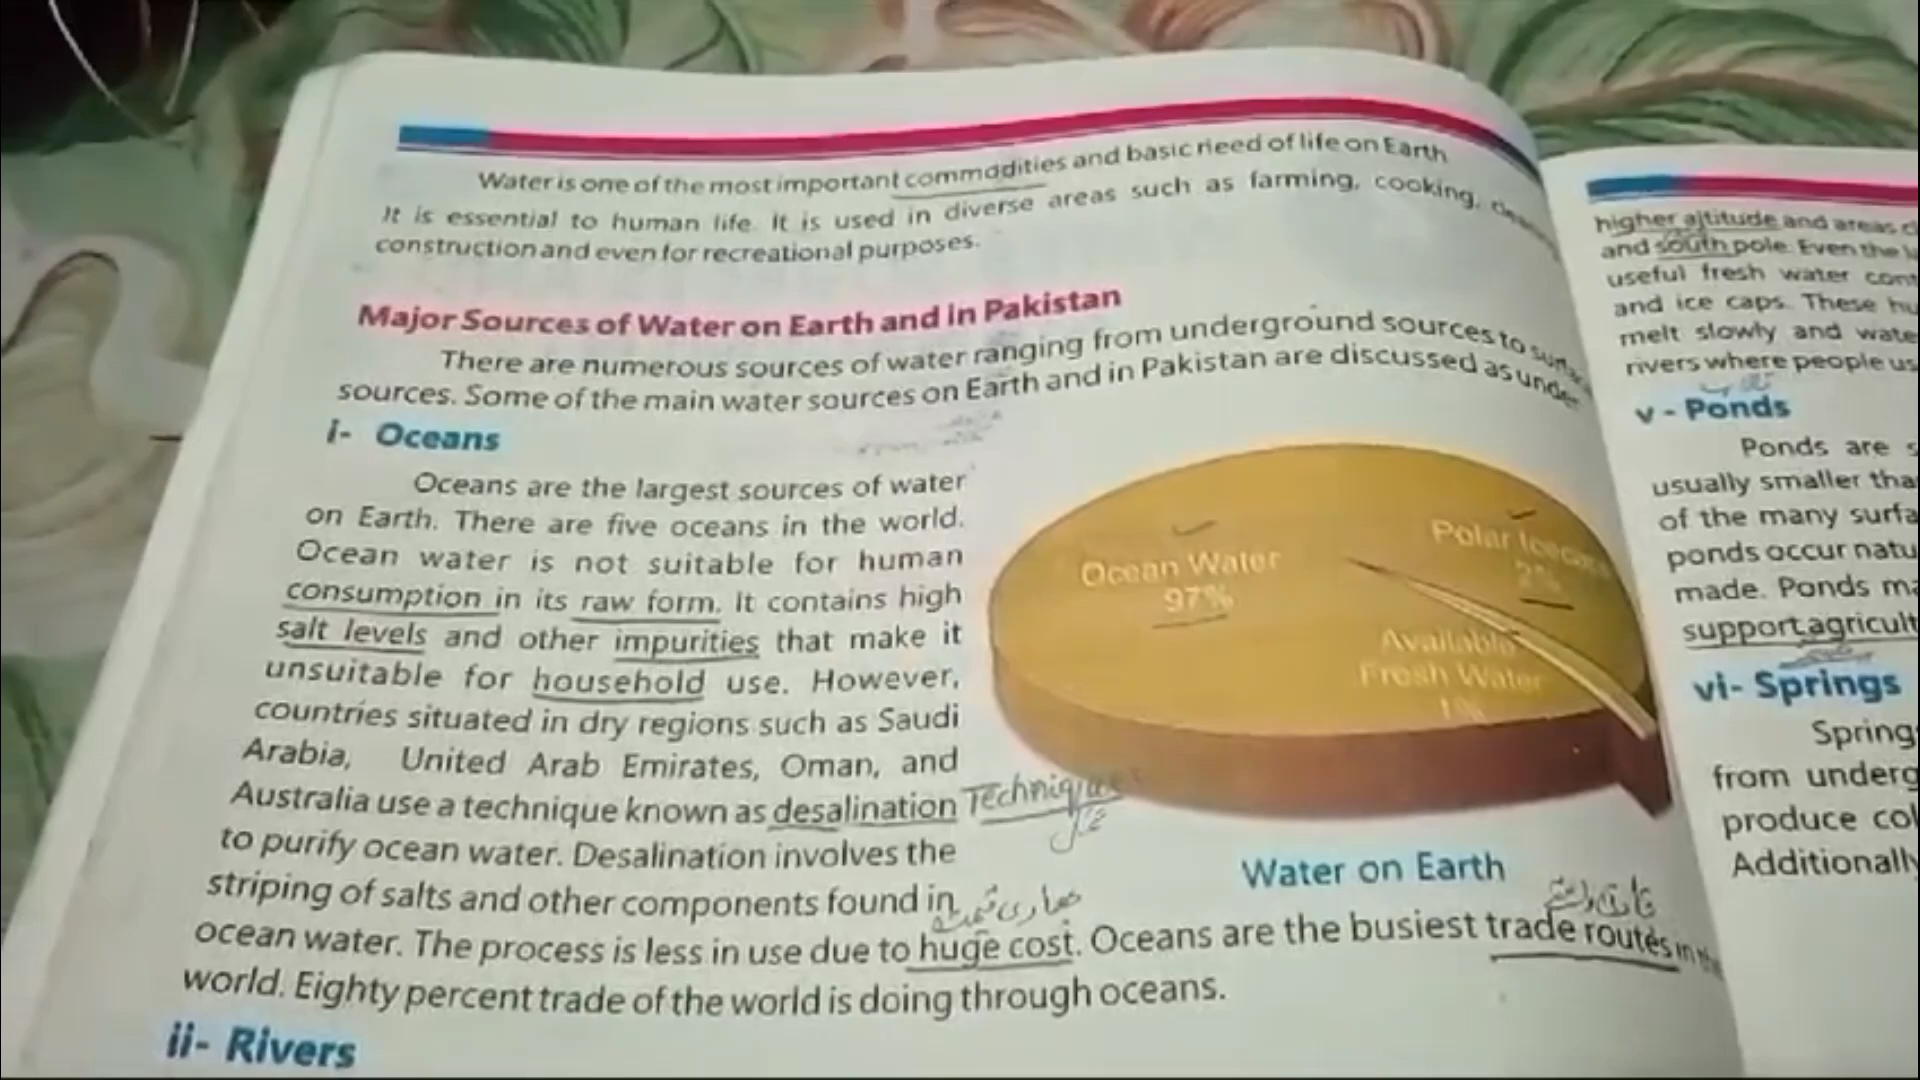 Water is one of the most important commodities and basic need of life on Earth
It is essential to human life. It is used in diverse areas such as farming, cooking,
construction and even for recreational purposes.
Major Sources of Water on Earth and in Pakistan
There are numerous sources of water ranging from underground sources to
sources. Some of the main water sources on Earth and in Pakistan are discussed as under
i- Oceans
Oceans are the largest sources of water
on Earth. There are five oceans in the world.
Ocean water is not suitable for human
consumption in its raw form. It contains high
salt levels and other impurities that make it
unsuitable for household use. However,
countries situated in dry regions such as Saudi
Arabia, United Arab Emirates, Oman, and
Australia use a technique known as desalination
to purify ocean water. Desalination involves the
striping of salts and other components found in
ocean water. The process is less in use due to huge cost. Oceans are the busiest trade routes in
world. Eighty percent trade of the world is doing through oceans.
ii- Rivers
Ocean Water
97%
Polar
2%
Available
Fresh Water
1%
Water on Earth
higher altitude and areas
and south pole. Even the
useful fresh water
and ice caps. These
melt slowly and
rivers where people
v - Ponds
Ponds are
usually smaller
of the many
ponds occur
made. Ponds
support
vi- Springs
from
produce